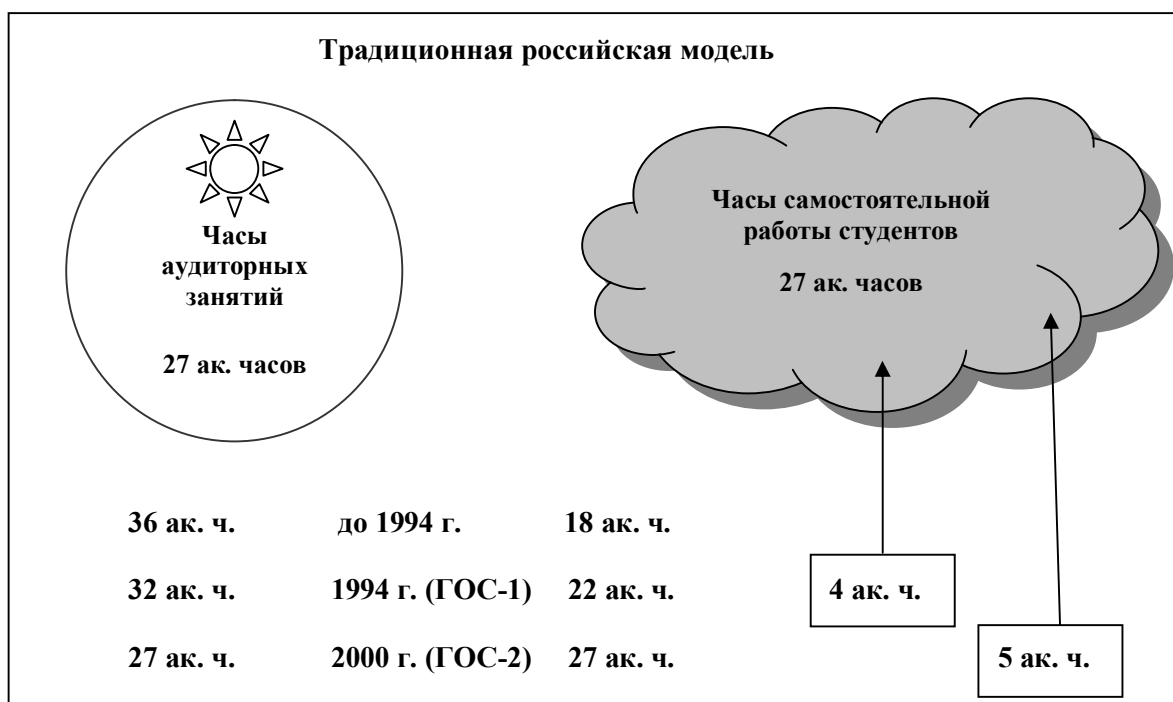 Традиционная российская модель
Часы
аудиторных
занятий
27 ак. часов
Часы самостоятельной
работы студентов
27 ак. часов
36 ак. ч. до 1994 г. 18 ак. ч.
32 ак. ч. 1994 г. (ГОС-1) 22 ак. ч. 4 ак. ч.
27 ак. ч. 2000 г. (ГОС-2) 27 ак. ч. 5 ак. ч.